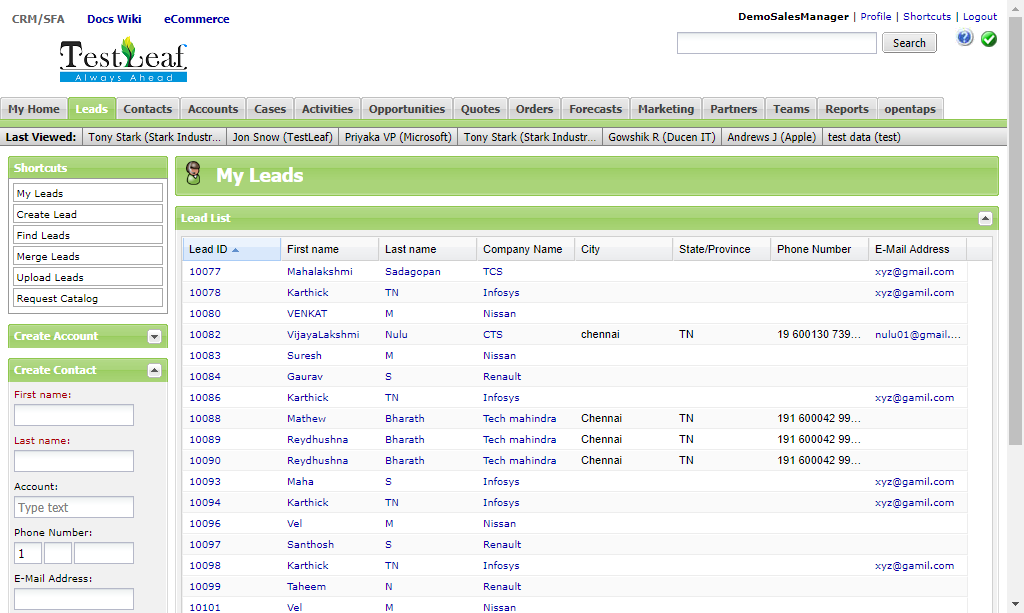 CRM/SFA Docs Wiki eCommerce
DemoSalesManager | Profile | Shortcuts | Logout
TestLeaf
Always Ahead
Search
My Home Leads Contacts Accounts Cases Activities Opportunities Quotes Orders Forecasts Marketing Partners Teams Reports opentaps
Last Viewed: Tony Stark (Stark Industr... Jon Snow (TestLeaf) Priyaka VP (Microsoft) Tony Stark (Stark Industr... Gowshik R (Ducen IT) Andrews J (Apple) test data (test)
Shortcuts
My Leads
Create Lead
Find Leads
Merge Leads
Upload Leads
Request Catalog
Create Account
Create Contact
First name:
Last name:
Account:
Type text
Phone Number:
1
E-Mail Address:
My Leads
Lead List
Lead ID First name Last name Company Name City State/Province Phone Number E-Mail Address
10077 Mahalakshmi Sadagopan TCS xyz@gmail.com
10078 Karthick TN Infosys xyz@gamil.com
10080 VENKAT M Nissan
10082 VijayaLakshmi Nulu CTS chennai TN 19 600130 739... nulu01@gmail....
10083 Suresh M Nissan
10084 Gaurav S Renault
10086 Karthick TN Infosys xyz@gamil.com
10088 Mathew Bharath Tech mahindra Chennai TN 191 600042 99...
10089 Reydhushna Bharath Tech mahindra Chennai TN 191 600042 99...
10090 Reydhushna Bharath Tech mahindra Chennai TN 191 600042 99...
10093 Maha S Infosys xyz@gamil.com
10094 Karthick TN Infosys xyz@gamil.com
10096 Vel M Nissan
10097 Santhosh S Renault
10098 Karthick TN Infosys xyz@gamil.com
10099 Taheem N Renault
10101 Vel M Nissan